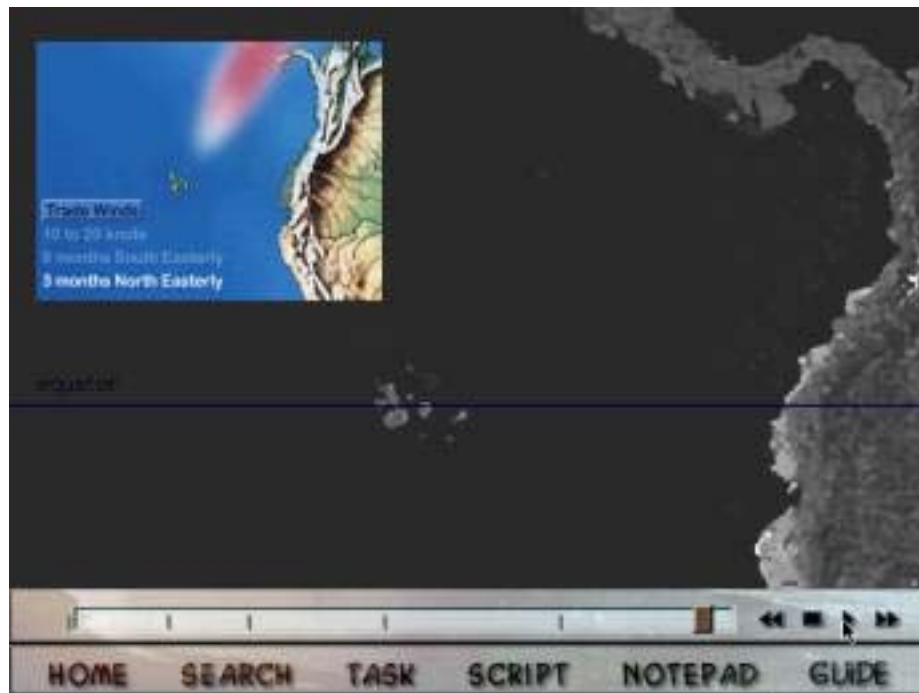 Trade Winds
10 to 20 knots
9 months South Easterly
3 months North Easterly
equator
HOME SEARCH TASK SCRIPT NOTEPAD GUIDE